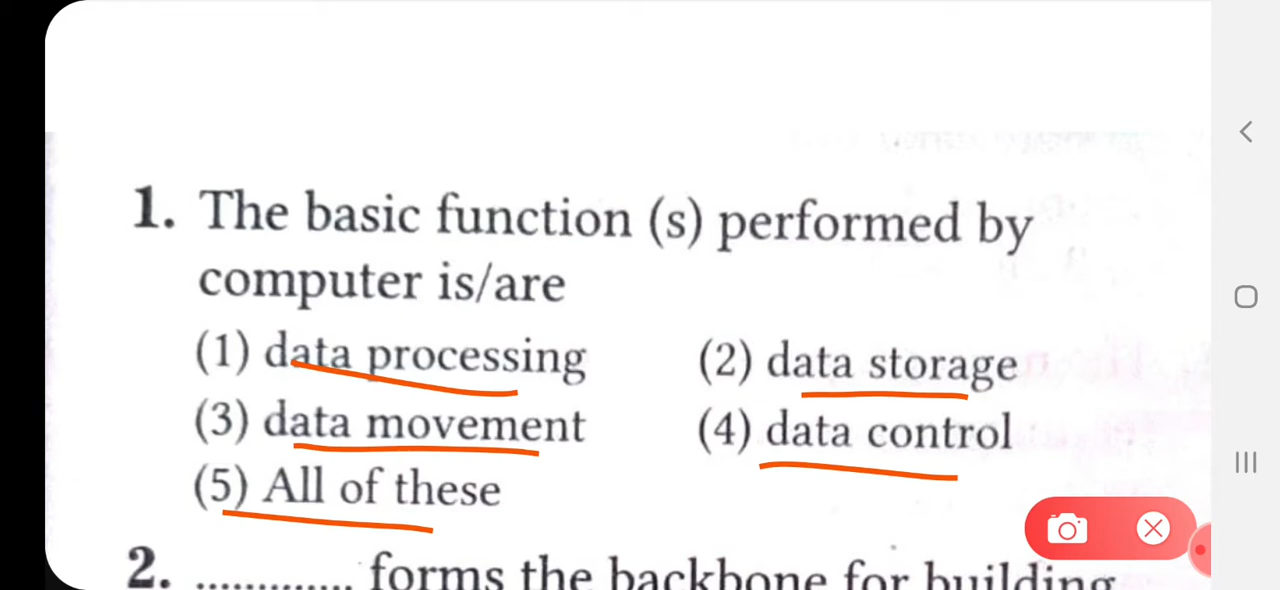 1. The basic function (s) performed by
computer is/are
(1) data processing (2) data storage
(3) data movement (4) data control
(5) All of these
2. ............. forms the backbone for building